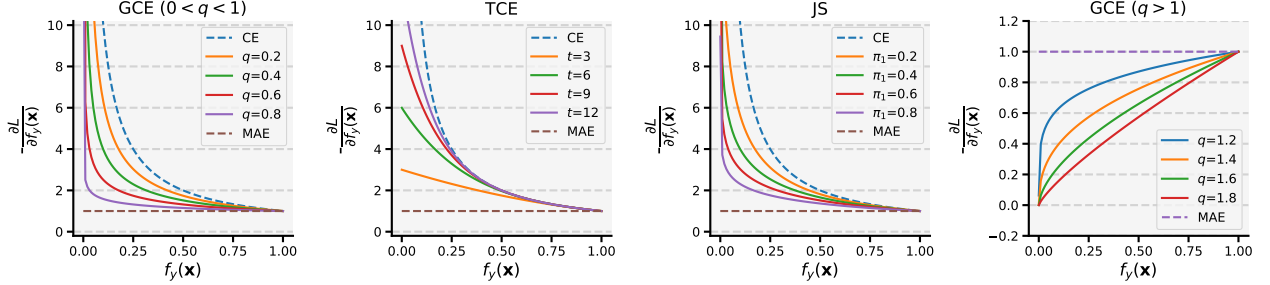 GCE (0 < q < 1)
10
8
6
4
2
0
-∂L/∂f_y(x)
CE
q=0.2
q=0.4
q=0.6
q=0.8
MAE
0.00 0.25 0.50 0.75 1.00
f_y(x)
TCE
10
8
6
4
2
0
-∂L/∂f_y(x)
CE
t=3
t=6
t=9
t=12
MAE
0.00 0.25 0.50 0.75 1.00
f_y(x)
JS
10
8
6
4
2
0
-∂L/∂f_y(x)
CE
π₁=0.2
π₁=0.4
π₁=0.6
π₁=0.8
MAE
0.00 0.25 0.50 0.75 1.00
f_y(x)
GCE (q > 1)
1.2
1.0
0.8
0.6
0.4
0.2
0.0
−0.2
-∂L/∂f_y(x)
q=1.2
q=1.4
q=1.6
q=1.8
MAE
0.00 0.25 0.50 0.75 1.00
f_y(x)